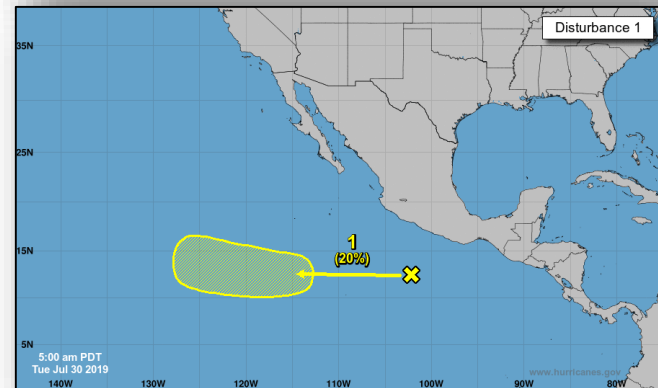 Disturbance 1
35N
25N
1
(20%)
15N
5N
5:00 am PDT
Tue Jul 30 2019
www.hurricanes.gov
140W
130W
120W
110W
100W
90W
80W